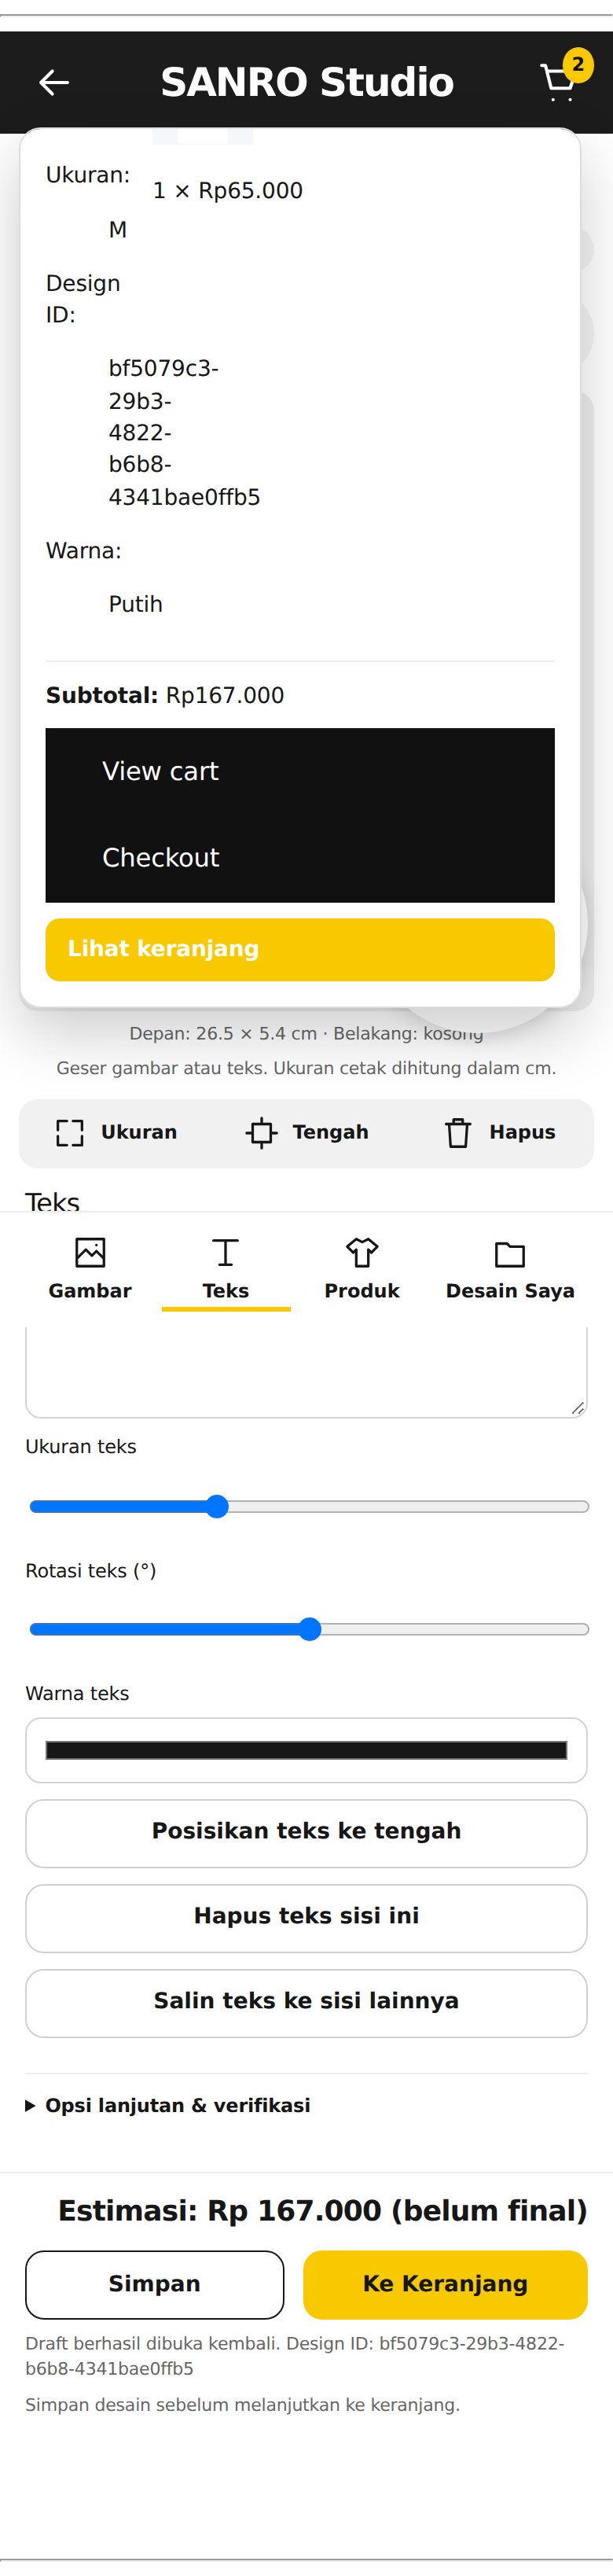 SANRO Studio
2
Ukuran:
1 × Rp65.000
M
Design
ID:
bf5079c3-
29b3-
4822-
b6b8-
4341bae0ffb5
Warna:
Putih
Subtotal: Rp167.000
View cart
Checkout
Lihat keranjang
Depan: 26.5 × 5.4 cm · Belakang: kosong
Geser gambar atau teks. Ukuran cetak dihitung dalam cm.
Ukuran
Tengah
Hapus
Teks
Gambar
Teks
Produk
Desain Saya
Ukuran teks
Rotasi teks (°)
Warna teks
Posisikan teks ke tengah
Hapus teks sisi ini
Salin teks ke sisi lainnya
Opsi lanjutan & verifikasi
Estimasi: Rp 167.000 (belum final)
Simpan
Ke Keranjang
Draft berhasil dibuka kembali. Design ID: bf5079c3-29b3-4822-
b6b8-4341bae0ffb5
Simpan desain sebelum melanjutkan ke keranjang.